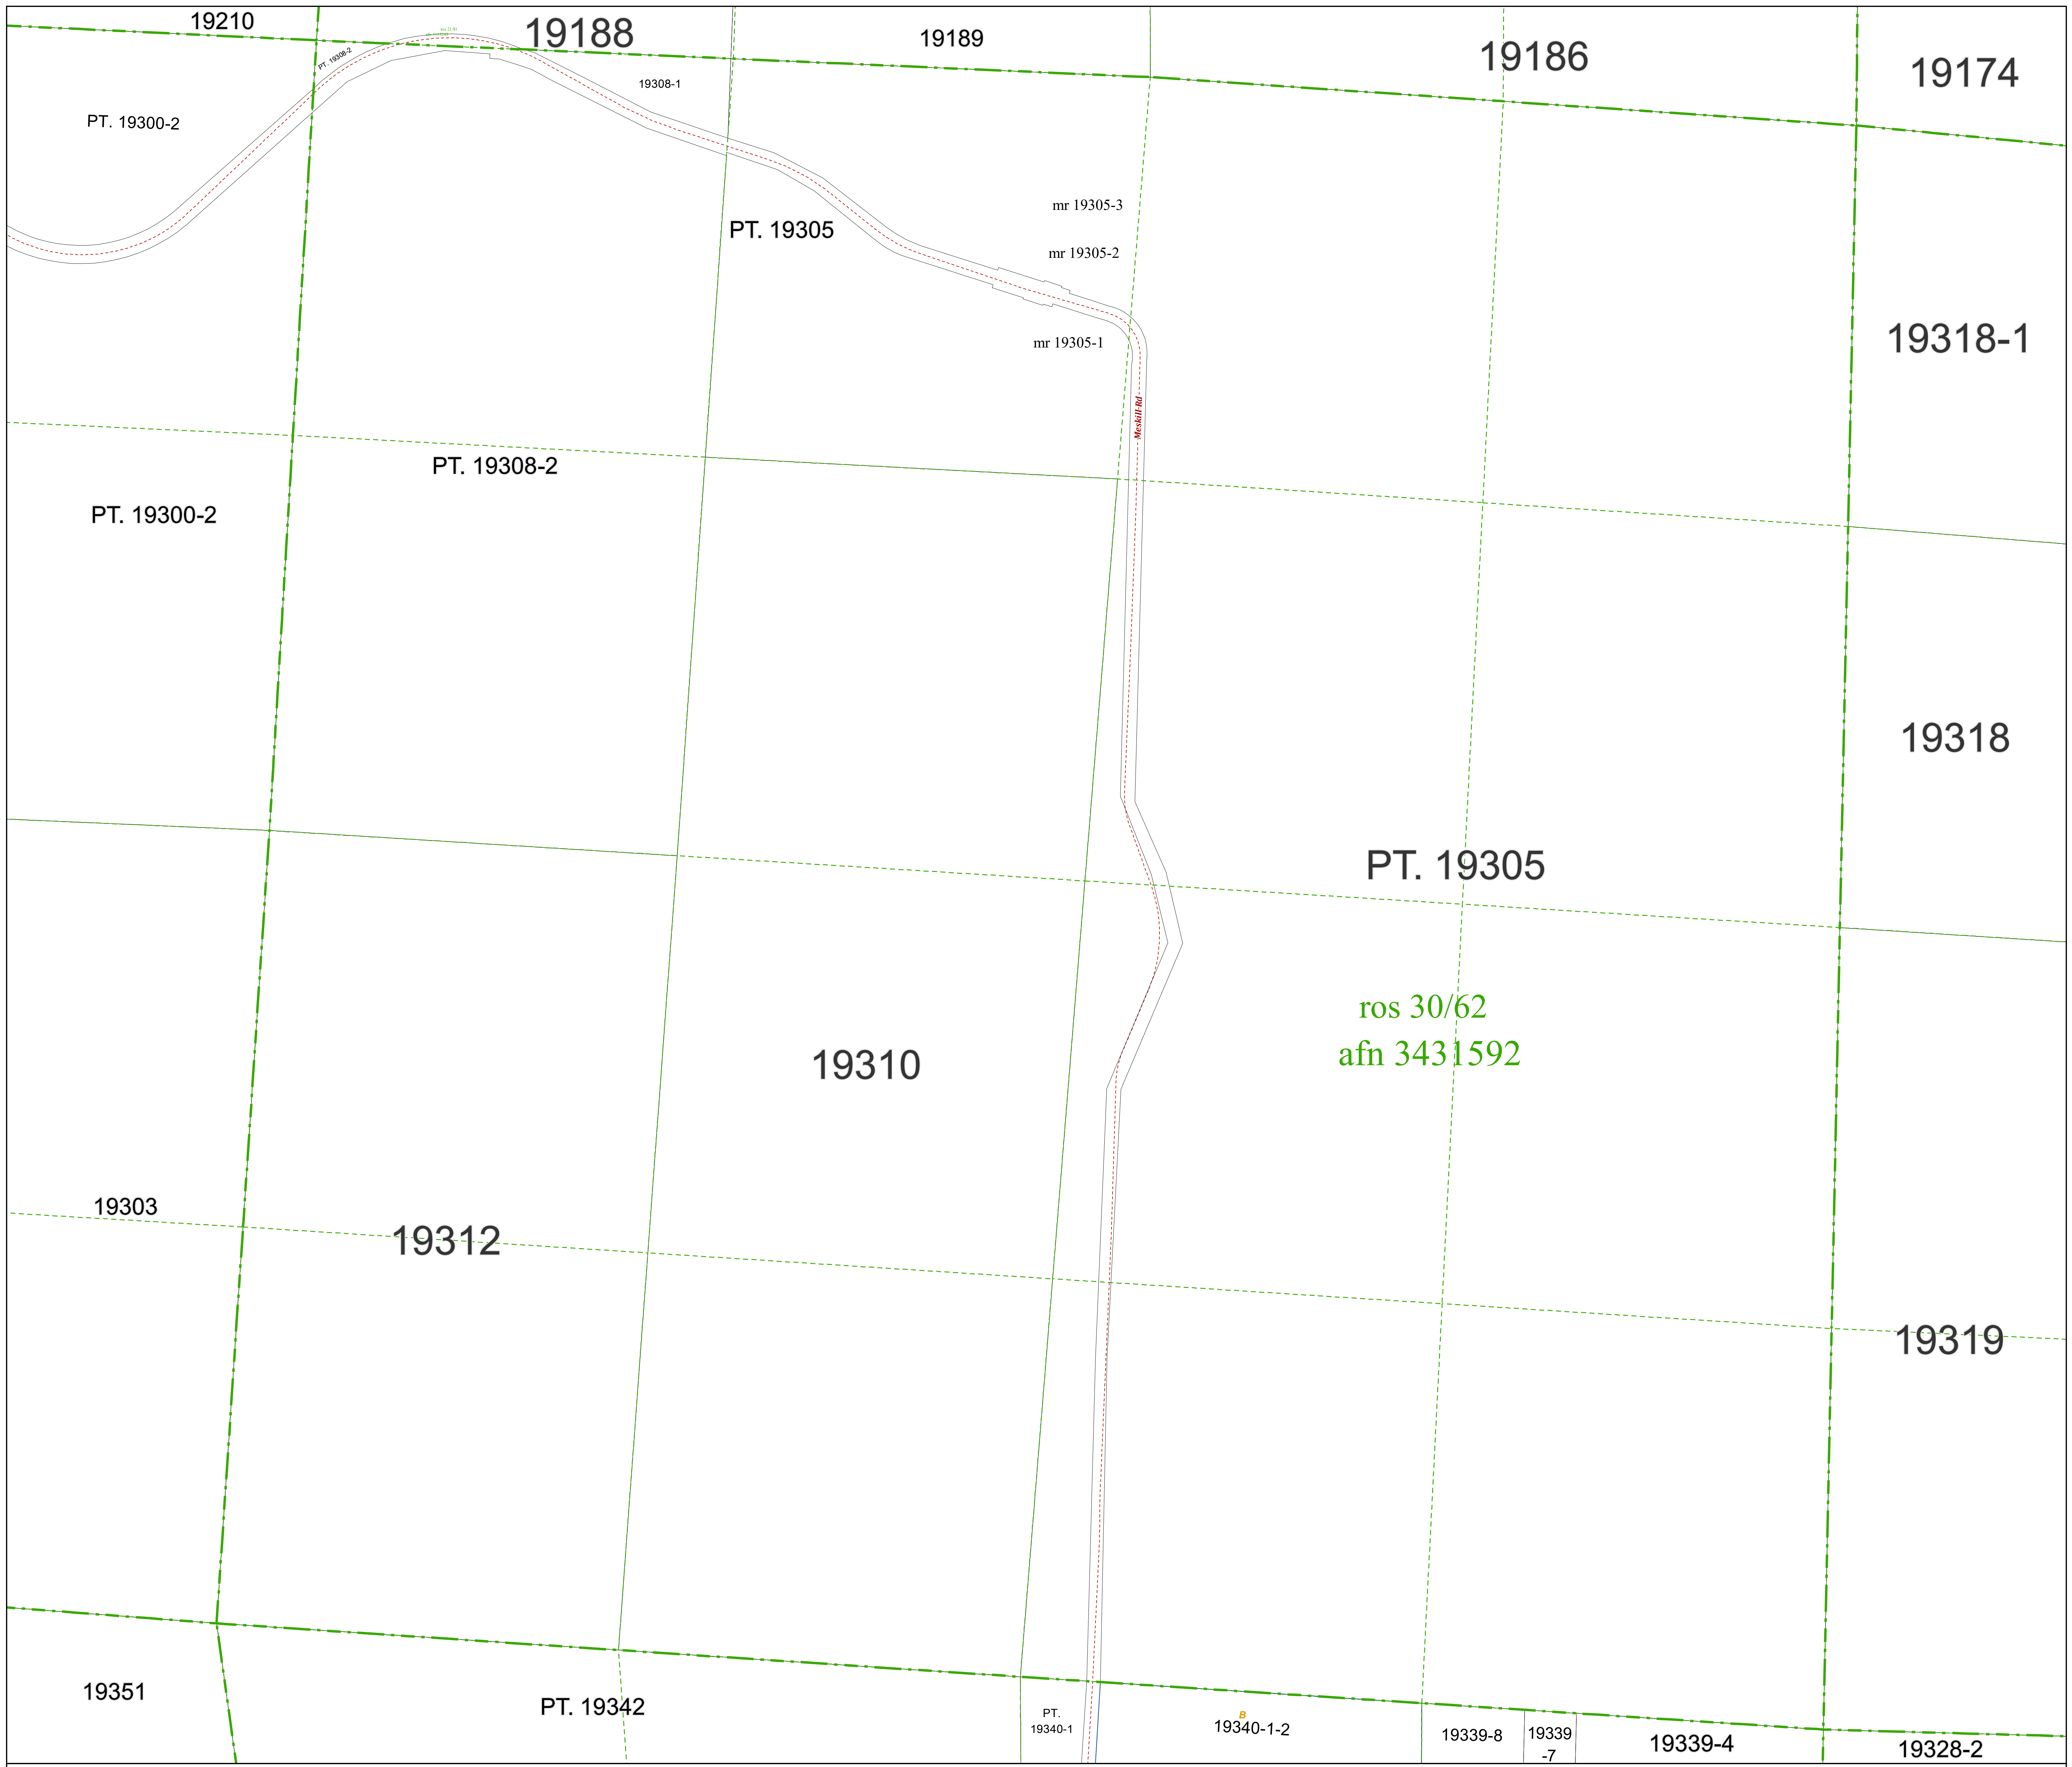 19210
19188
19189
19186
19174
PT. 19308-2
19308-1
PT. 19300-2
mr 19305-3
PT. 19305
mr 19305-2
19318-1
mr 19305-1
Meskill Rd
PT. 19308-2
PT. 19300-2
19318
PT. 19305
ros 30/62
afn 3431592
19310
19303
19312
19319
19351
PT. 19342
PT.
19340-1
B
19340-1-2
19339-8
19339
-7
19339-4
19328-2